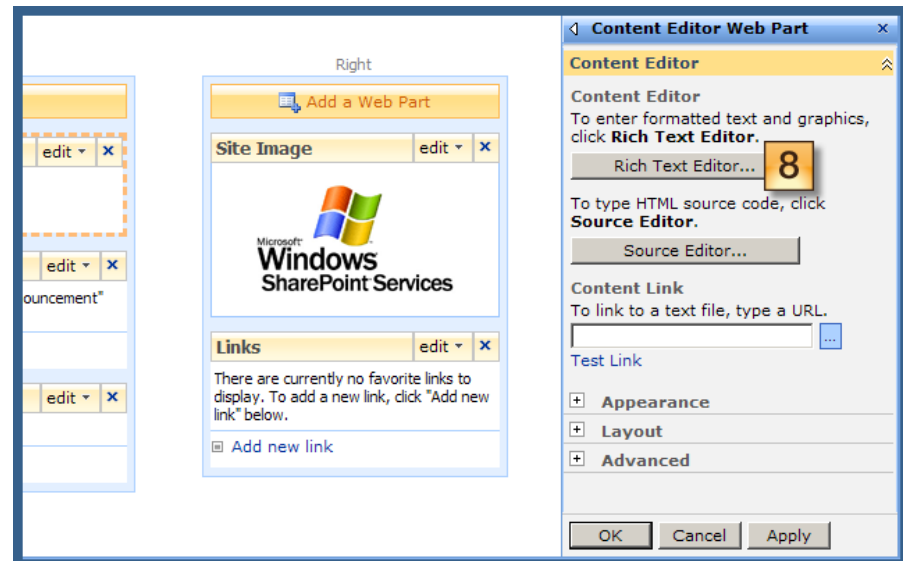 edit
edit
ouncement"
edit
Right
Add a Web Part
Site Image
edit
Microsoft
Windows
SharePoint Services
Links
edit
There are currently no favorite links to
display. To add a new link, click "Add new
link" below.
Add new link
Content Editor Web Part
Content Editor
Content Editor
To enter formatted text and graphics,
click Rich Text Editor.
Rich Text Editor...
8
To type HTML source code, click
Source Editor.
Source Editor...
Content Link
To link to a text file, type a URL.
...
Test Link
+ Appearance
+ Layout
+ Advanced
OK Cancel Apply